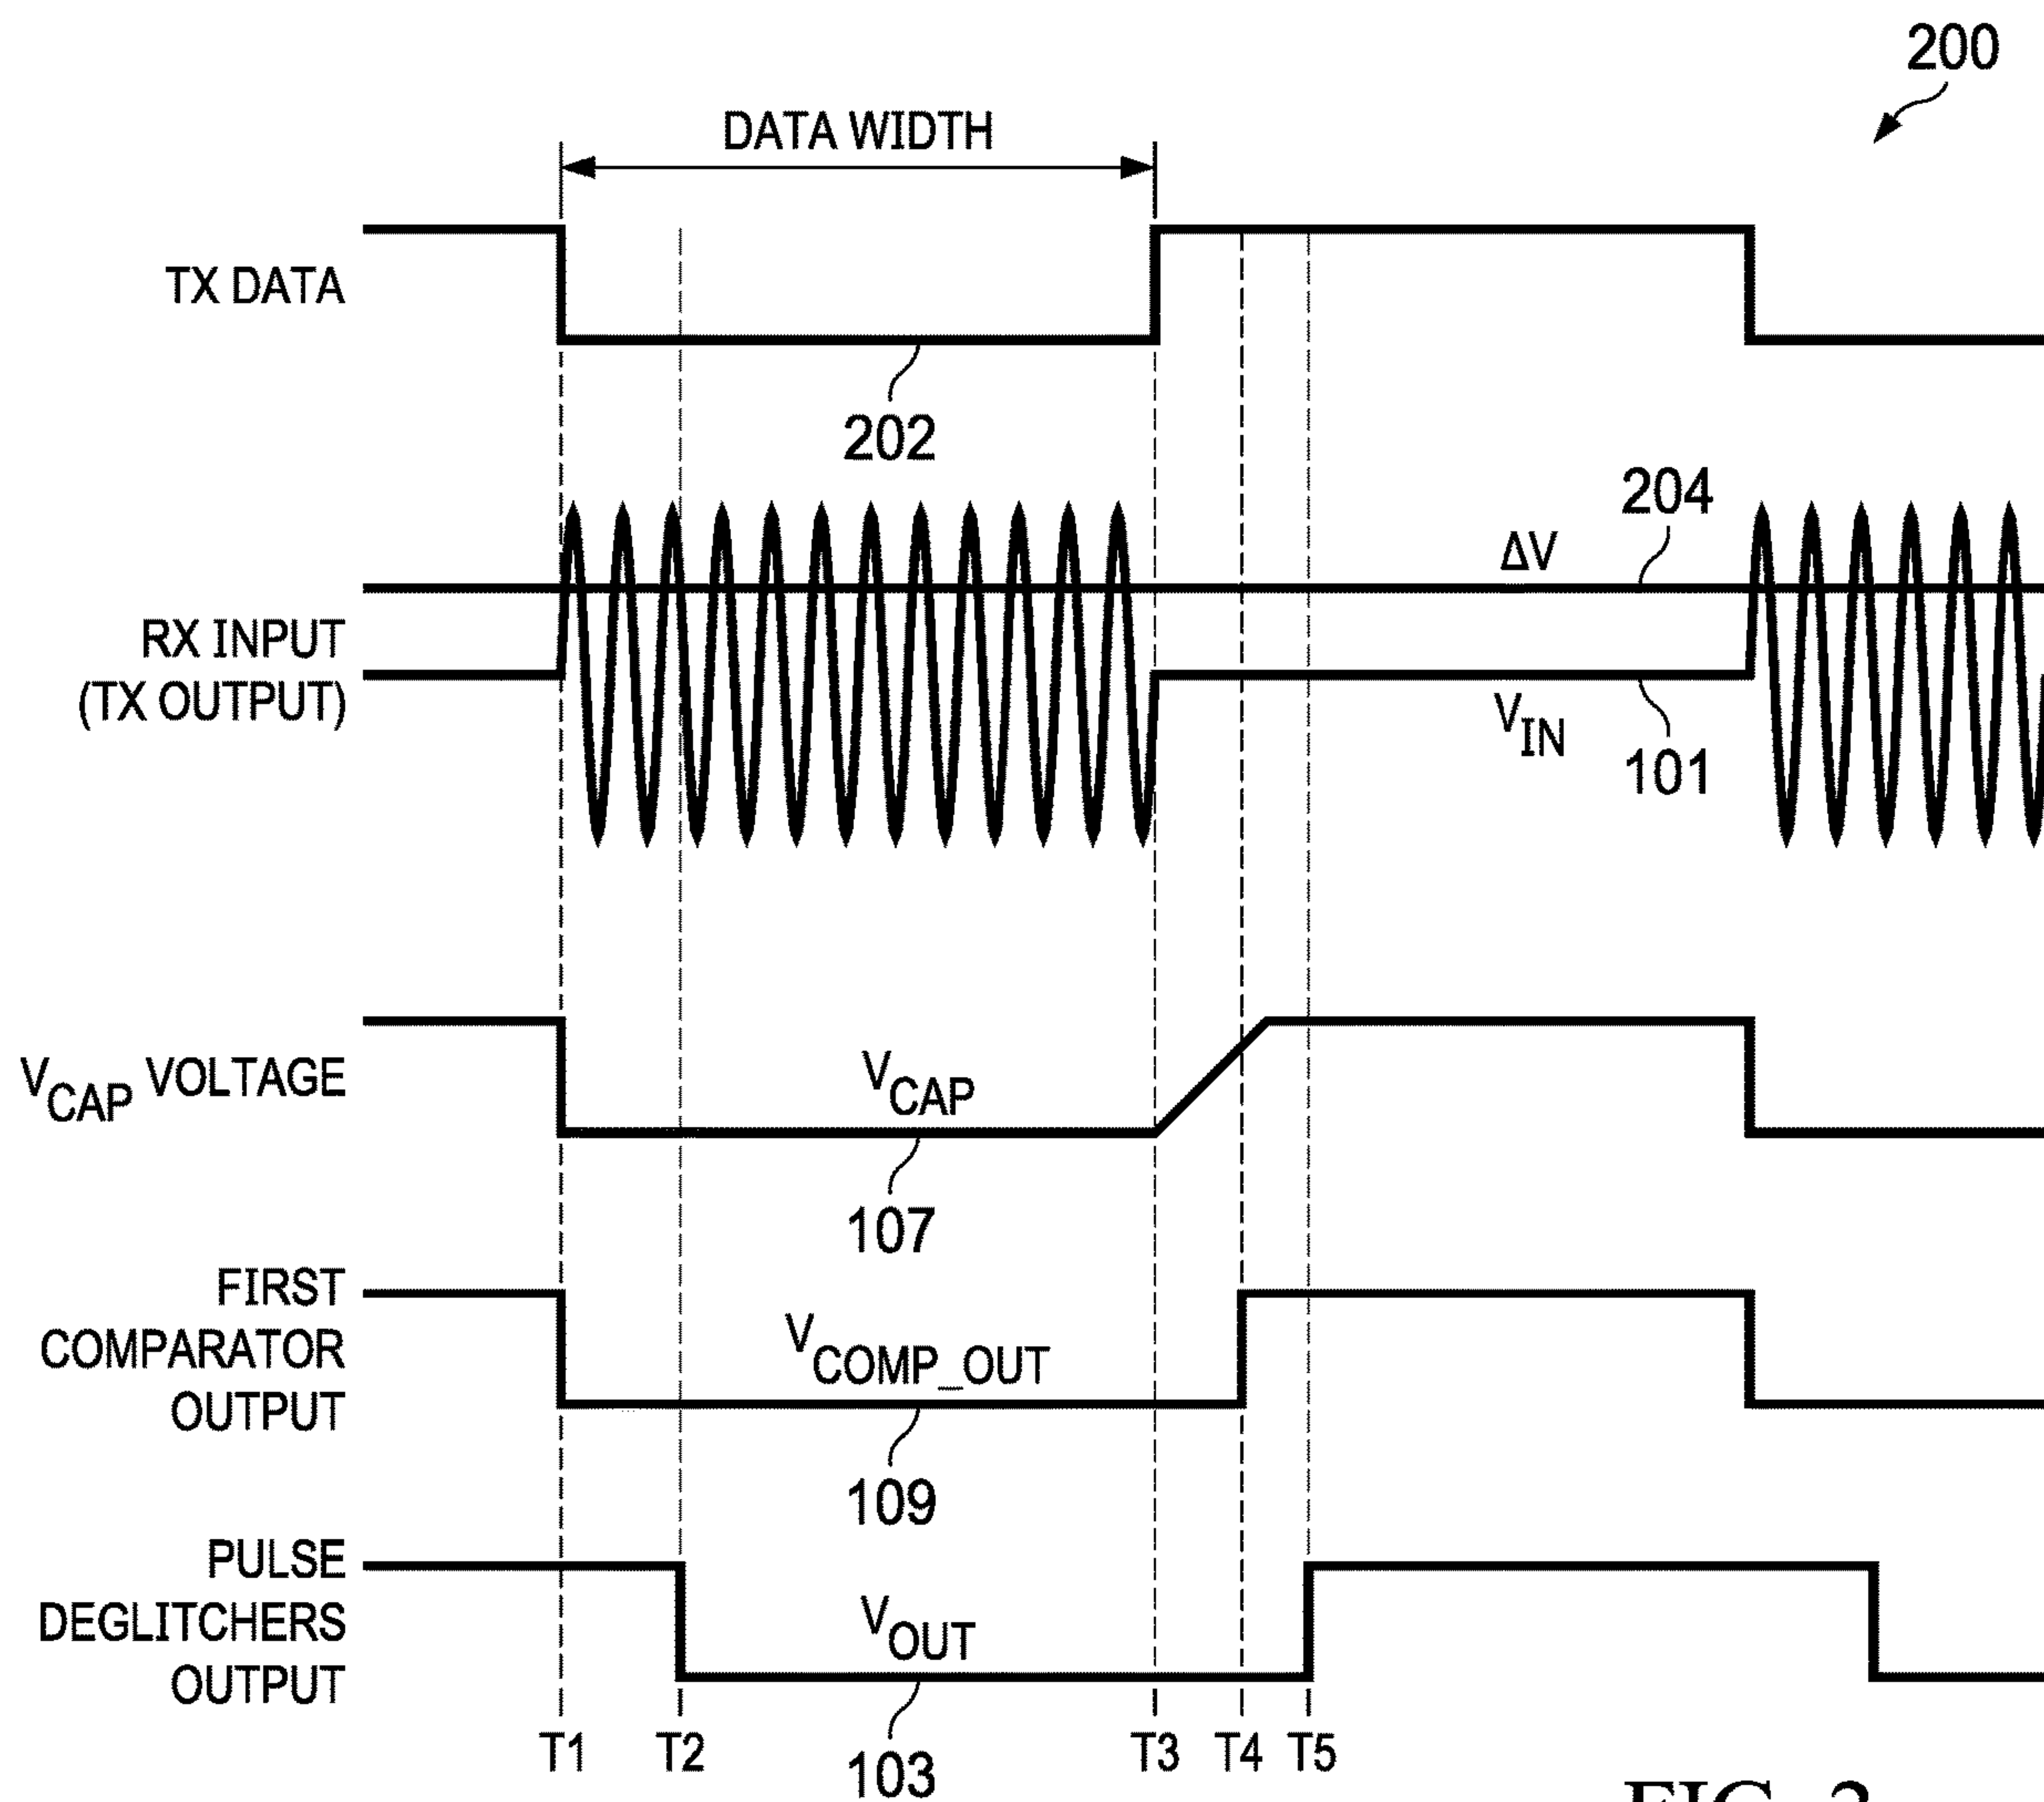 200
DATA WIDTH
TX DATA
202
204
ΔV
RX INPUT
(TX OUTPUT)
VIN
101
VCAP VOLTAGE
VCAP
107
FIRST
COMPARATOR
OUTPUT
VCOMP_OUT
109
PULSE
DEGLITCHERS
OUTPUT
VOUT
T1 T2 T3 T4 T5
103